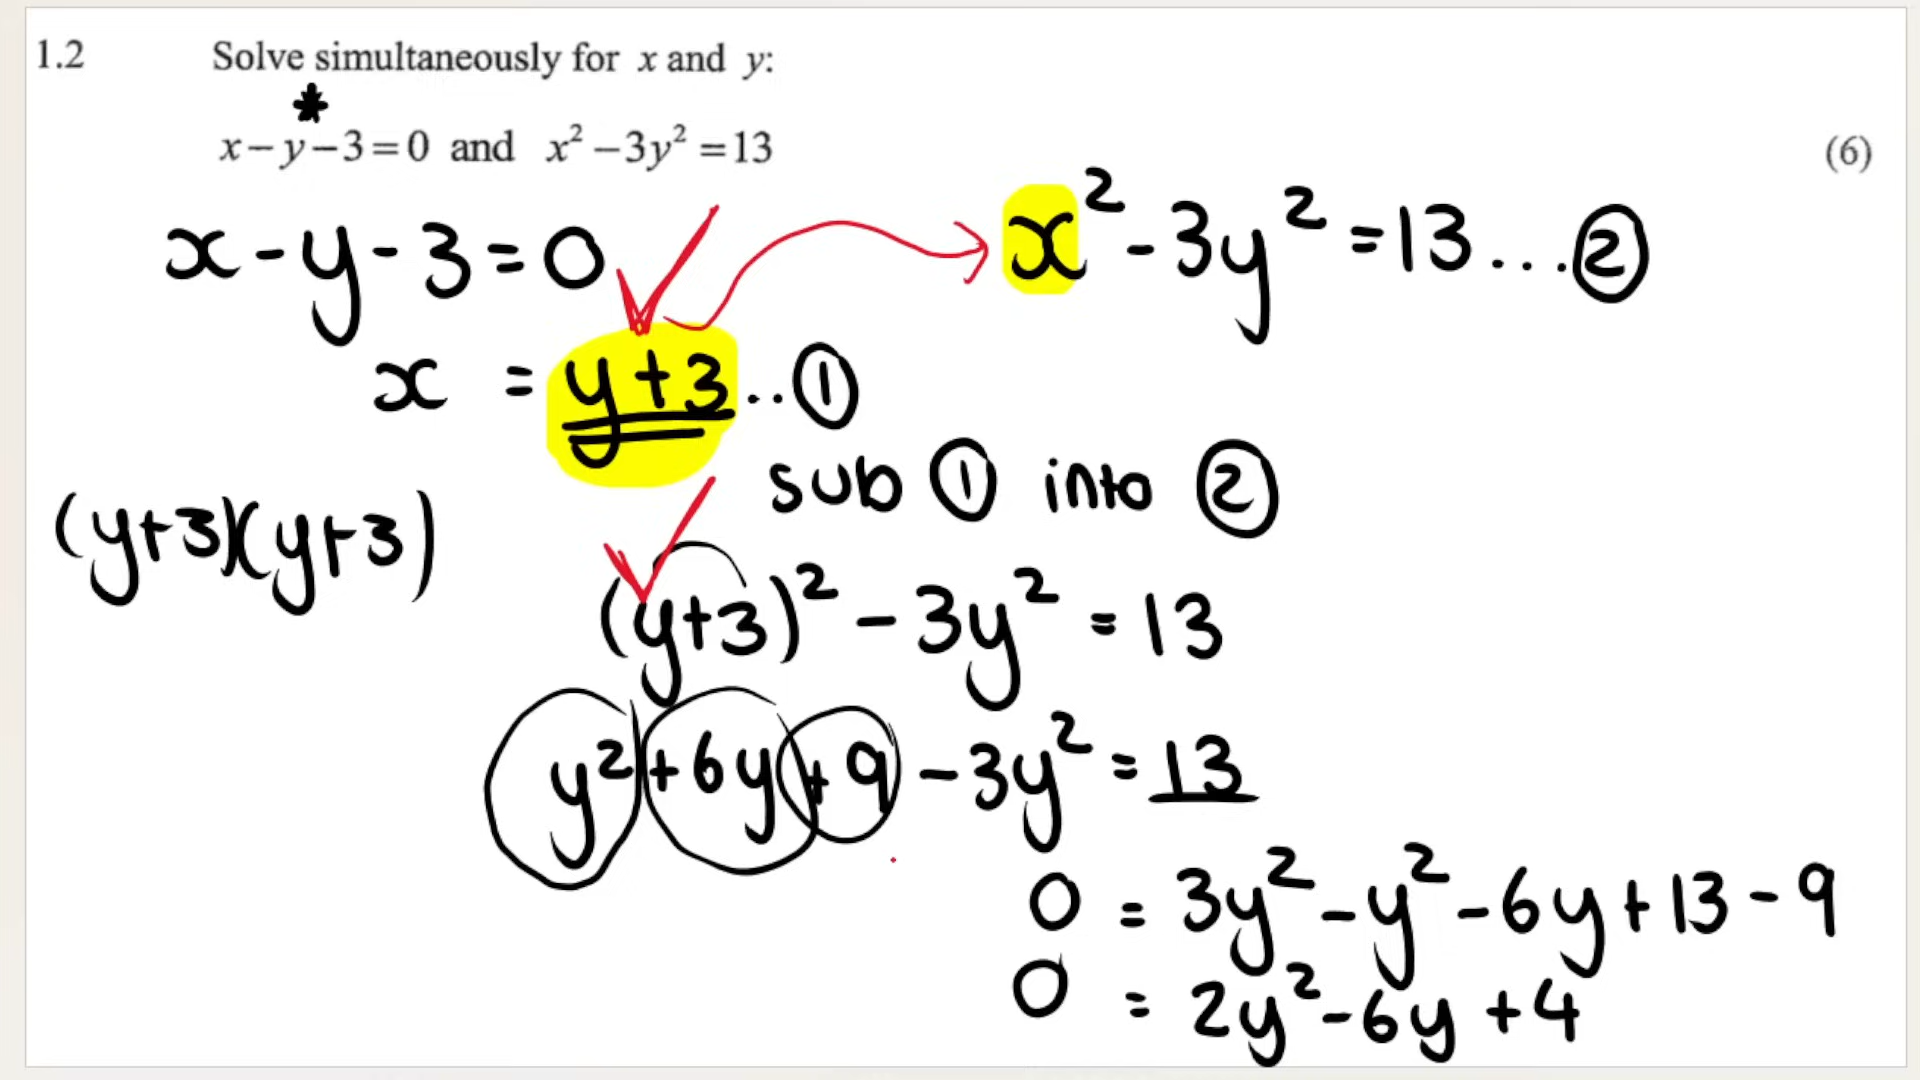 1.2 Solve simultaneously for x and y:
*
x − y − 3 = 0 and x² − 3y² = 13 (6)
x - y - 3 = 0
x² - 3y² = 13 ... ②
x = y + 3 .. ①
sub ① into ②
(y+3)(y+3)
(y+3)² - 3y² = 13
y² + 6y + 9 - 3y² = 13
0 = 3y² - y² - 6y + 13 - 9
0 = 2y² - 6y + 4